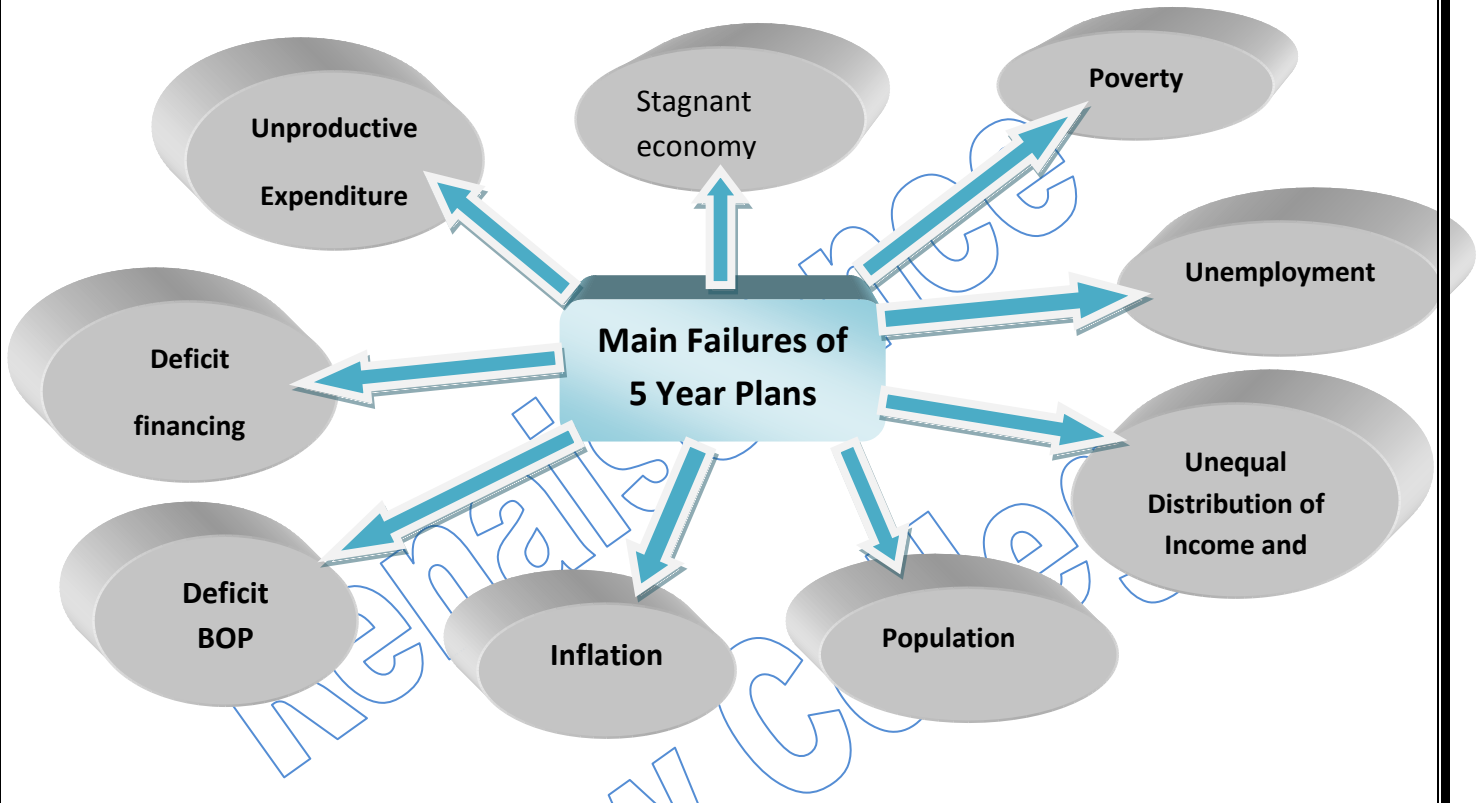 Unproductive
Expenditure
Stagnant
economy
Poverty
Unemployment
Main Failures of
5 Year Plans
Deficit
financing
Unequal
Distribution of
Income and
Deficit
BOP
Inflation
Population